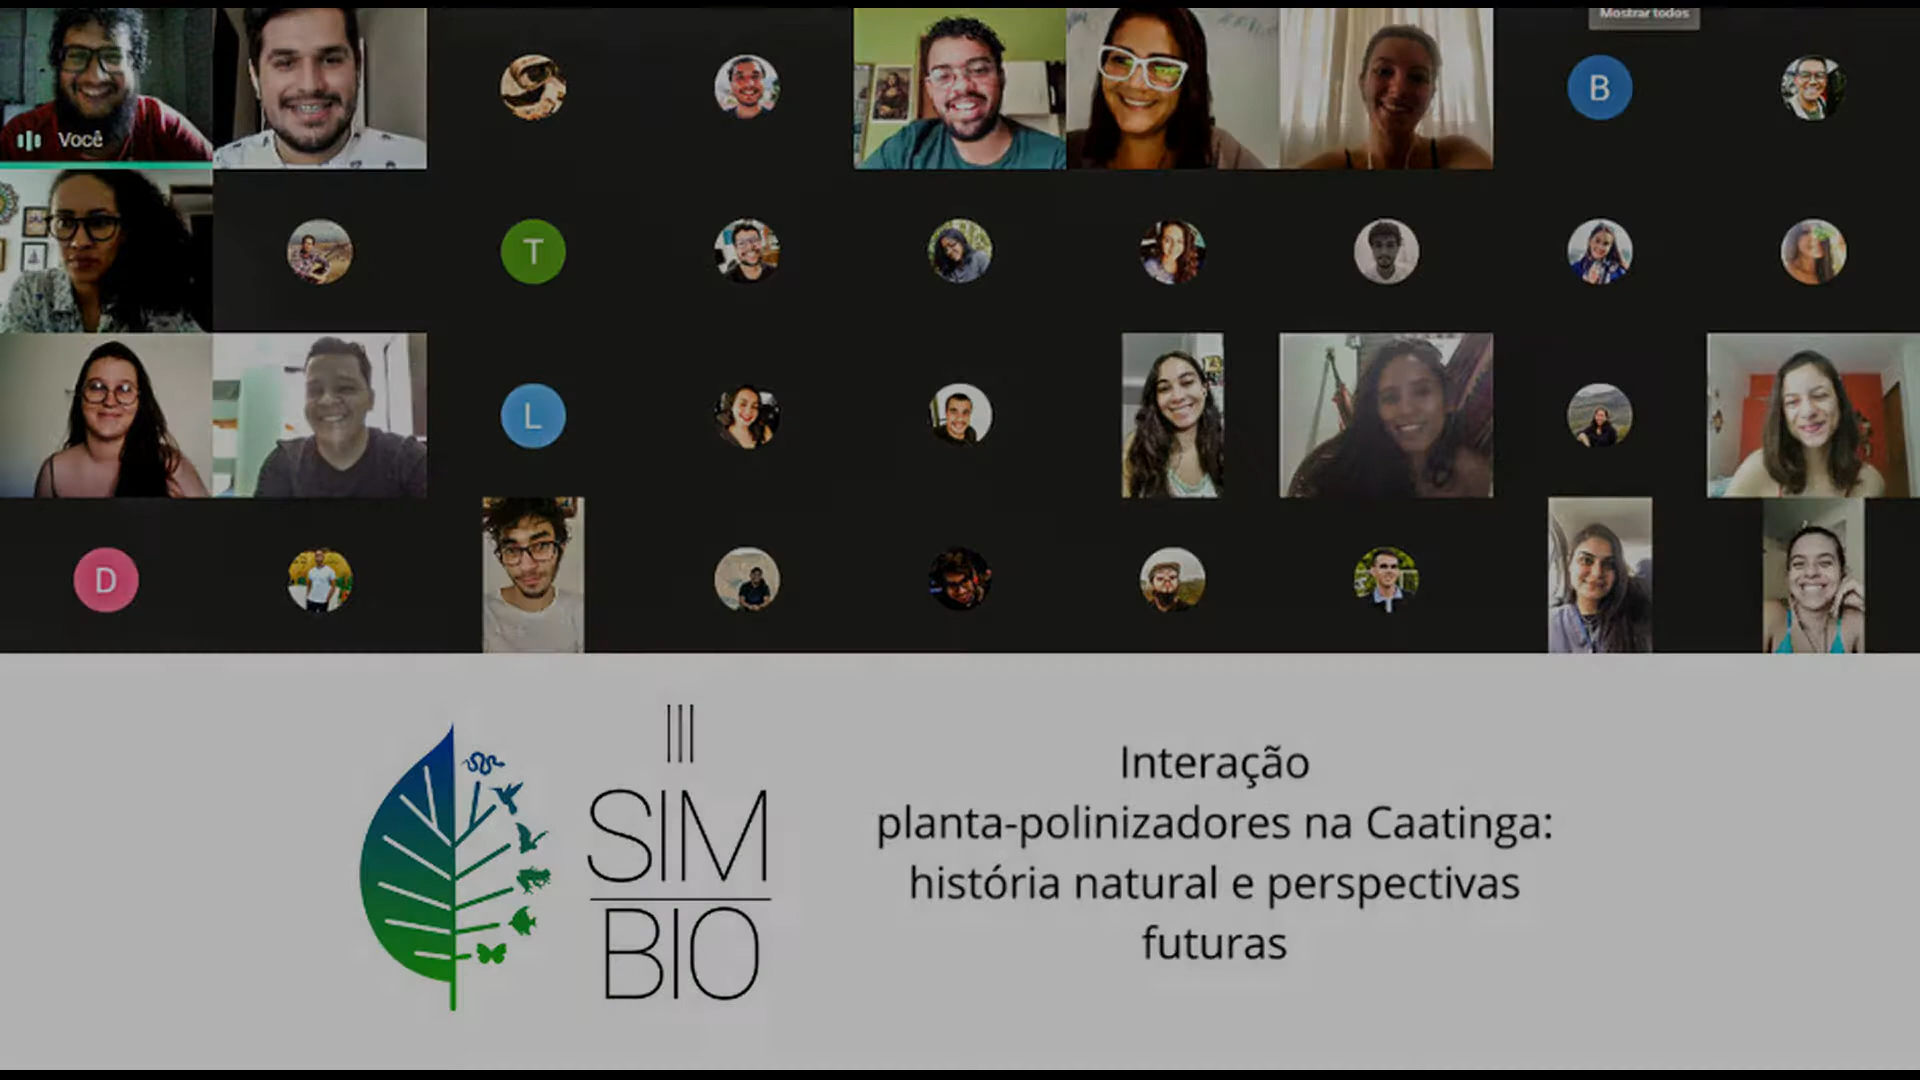 Mostrar todos
Você
B
T
L
D
III
SIM
BIO
Interação
planta-polinizadores na Caatinga:
história natural e perspectivas
futuras